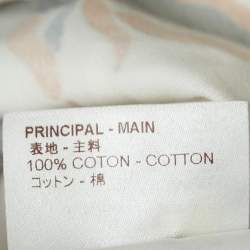 PRINCIPAL - MAIN
表地 - 主料
100% COTON - COTTON
コットン - 棉